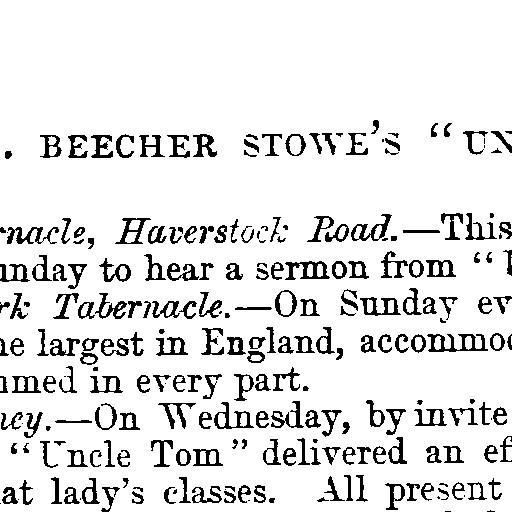 . BEECHER STOWE'S "UN
rnacle, Haverstock Road.—This
unday to hear a sermon from "U
rk Tabernacle.—On Sunday ev
he largest in England, accommod
mmed in every part.
ncy.—On Wednesday, by invite
"Uncle Tom" delivered an ef
at lady's classes. All present